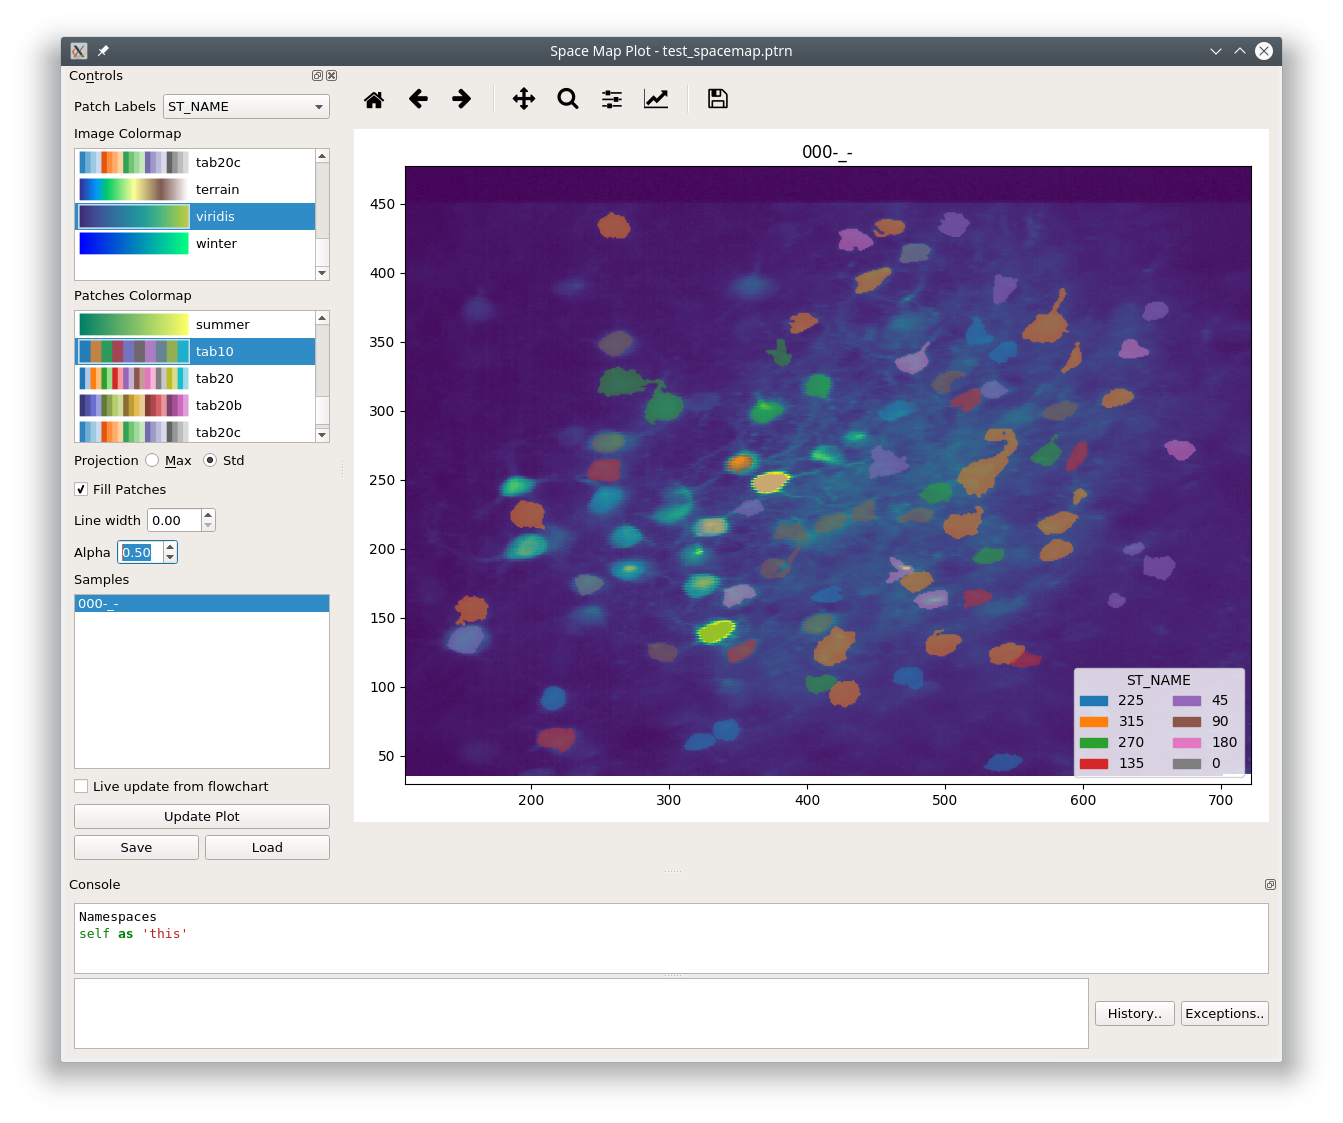 Space Map Plot - test_spacemap.ptrn
Controls
Patch Labels ST_NAME
Image Colormap
tab20c
terrain
viridis
winter
Patches Colormap
summer
tab10
tab20
tab20b
tab20c
Projection Max Std
Fill Patches
Line width 0.00
Alpha 0.50
Samples
000-_-
Live update from flowchart
Update Plot
Save Load
000-_-
450
400
350
300
250
200
150
100
50
200 300 400 500 600 700
ST_NAME
225 45
315 90
270 180
135 0
Console
Namespaces
self as 'this'
History.. Exceptions..